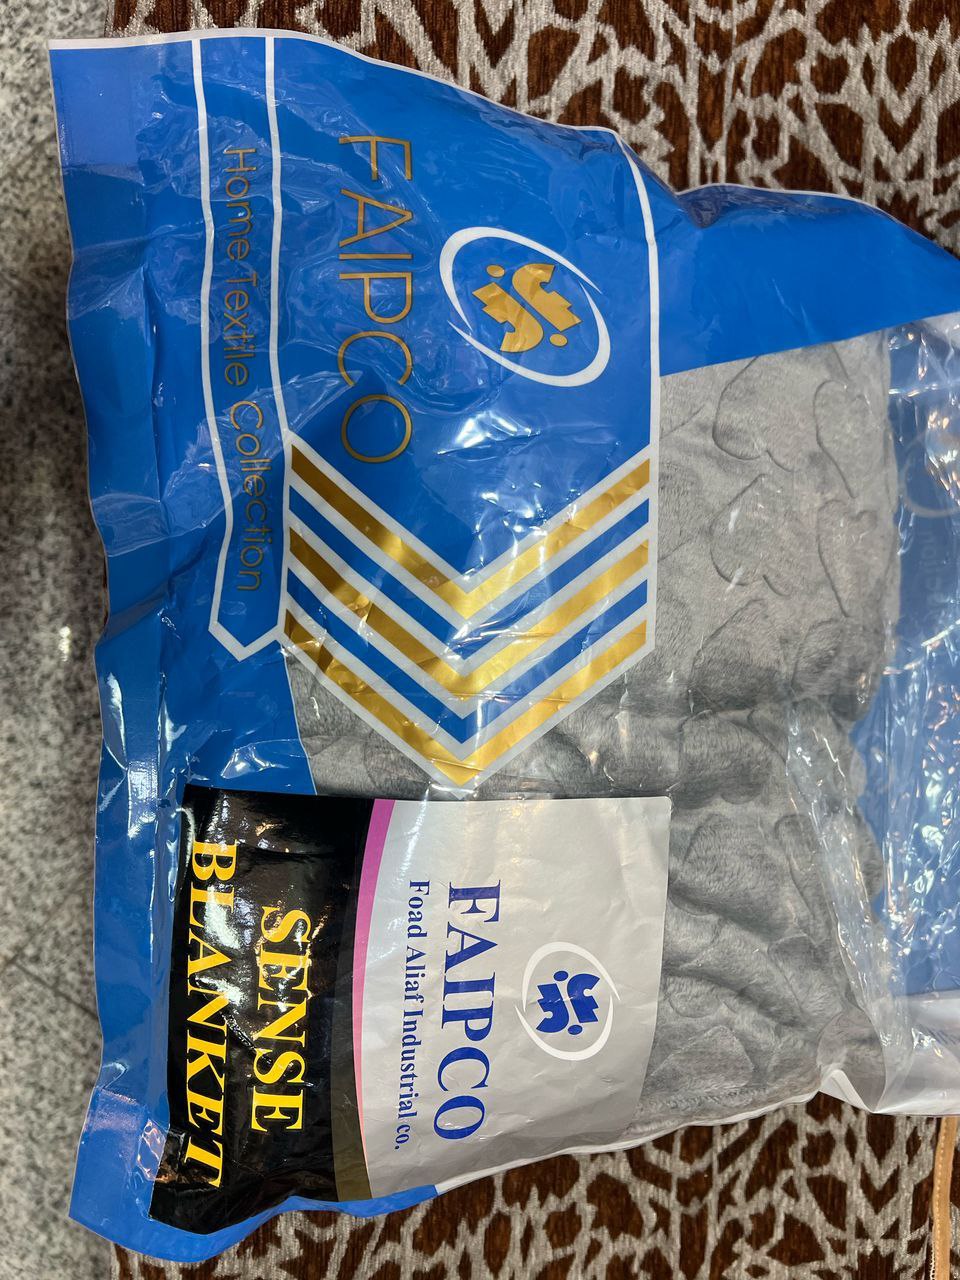 FAIPCO
Home Textile Collection
FAIPCO
Foad Aliaf Industrial co.
SENSE
BLANKET